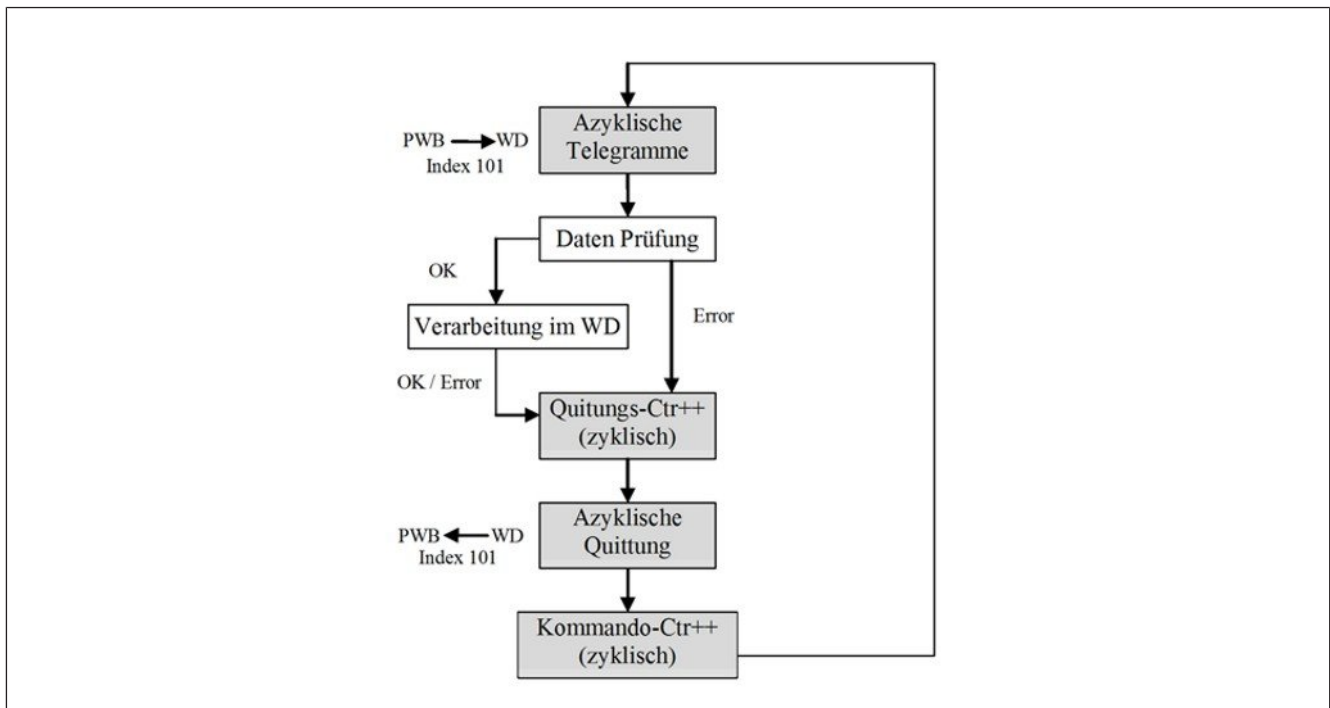 Azyklische
Telegramme
PWB WD
Index 101
Daten Prüfung
OK
Error
Verarbeitung im WD
OK / Error
Quitungs-Ctr++
(zyklisch)
Azyklische
Quittung
PWB WD
Index 101
Kommando-Ctr++
(zyklisch)